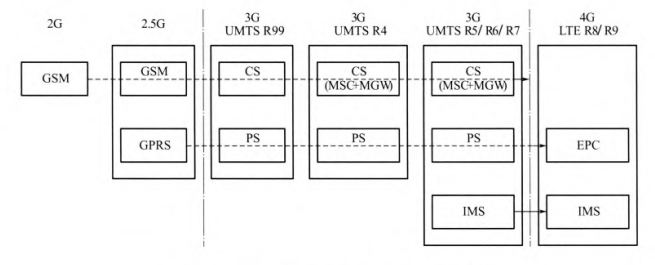 2G
2.5G
3G
UMTS R99
3G
UMTS R4
3G
UMTS R5/ R6/ R7
4G
LTE R8/ R9
GSM
GSM
CS
CS
(MSC+MGW)
CS
(MSC+MGW)
GPRS
PS
PS
PS
EPC
IMS
IMS